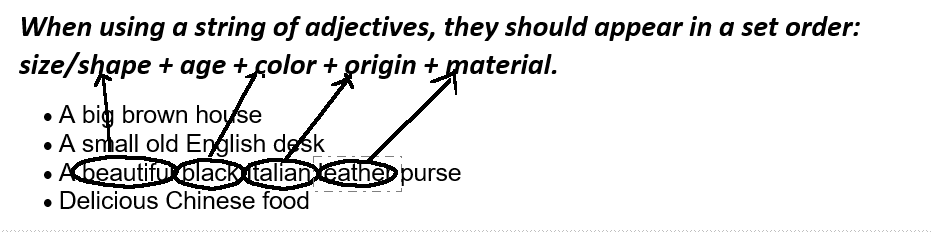 When using a string of adjectives, they should appear in a set order:
size/shape + age + color + origin + material.
• A big brown house
• A small old English desk
• A beautiful black Italian leather purse
• Delicious Chinese food